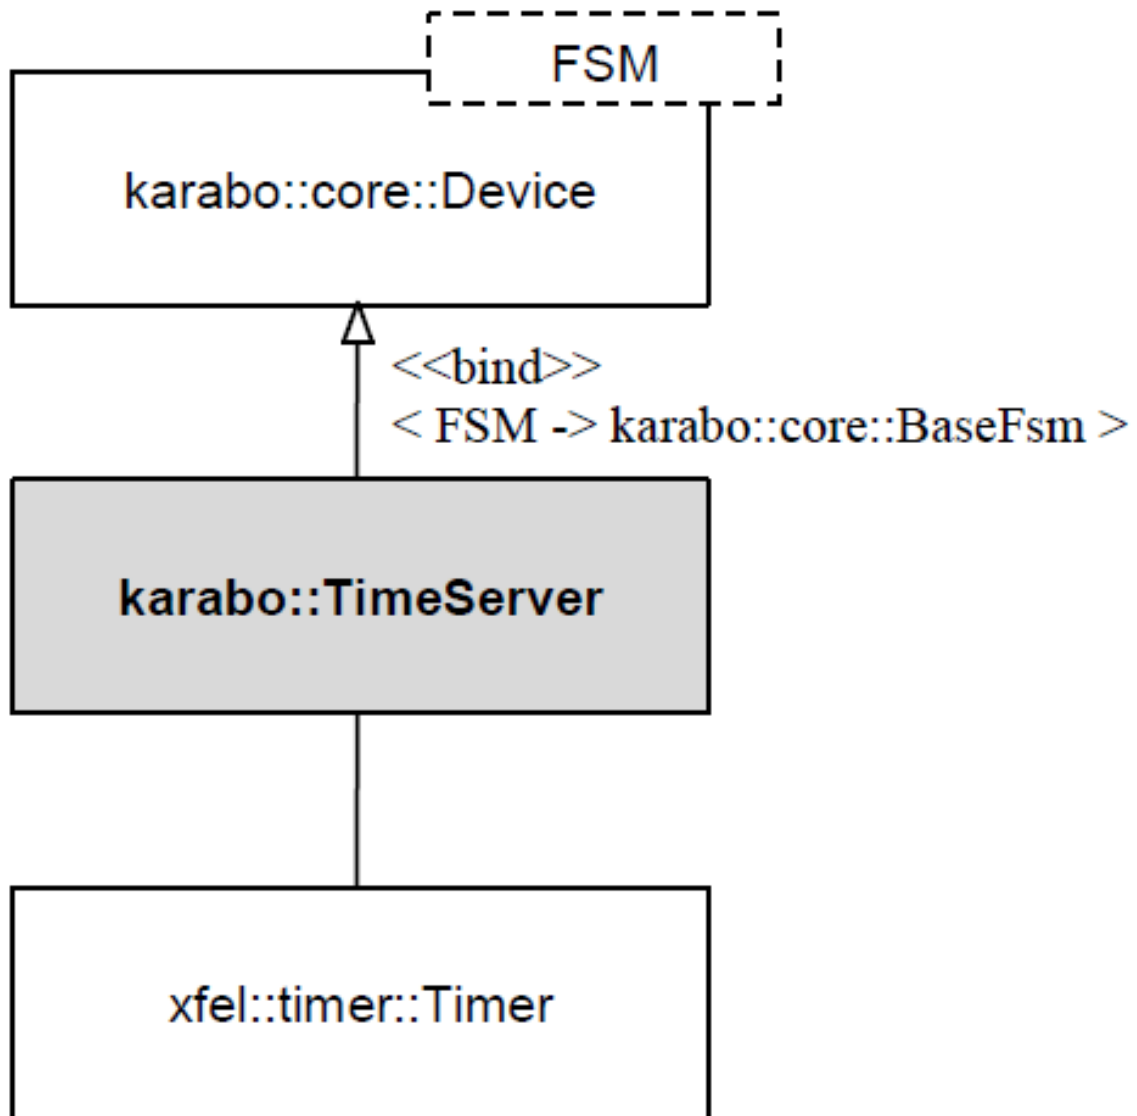 FSM
karabo::core::Device
<<bind>>
< FSM -> karabo::core::BaseFsm >
karabo::TimeServer
xfel::timer::Timer